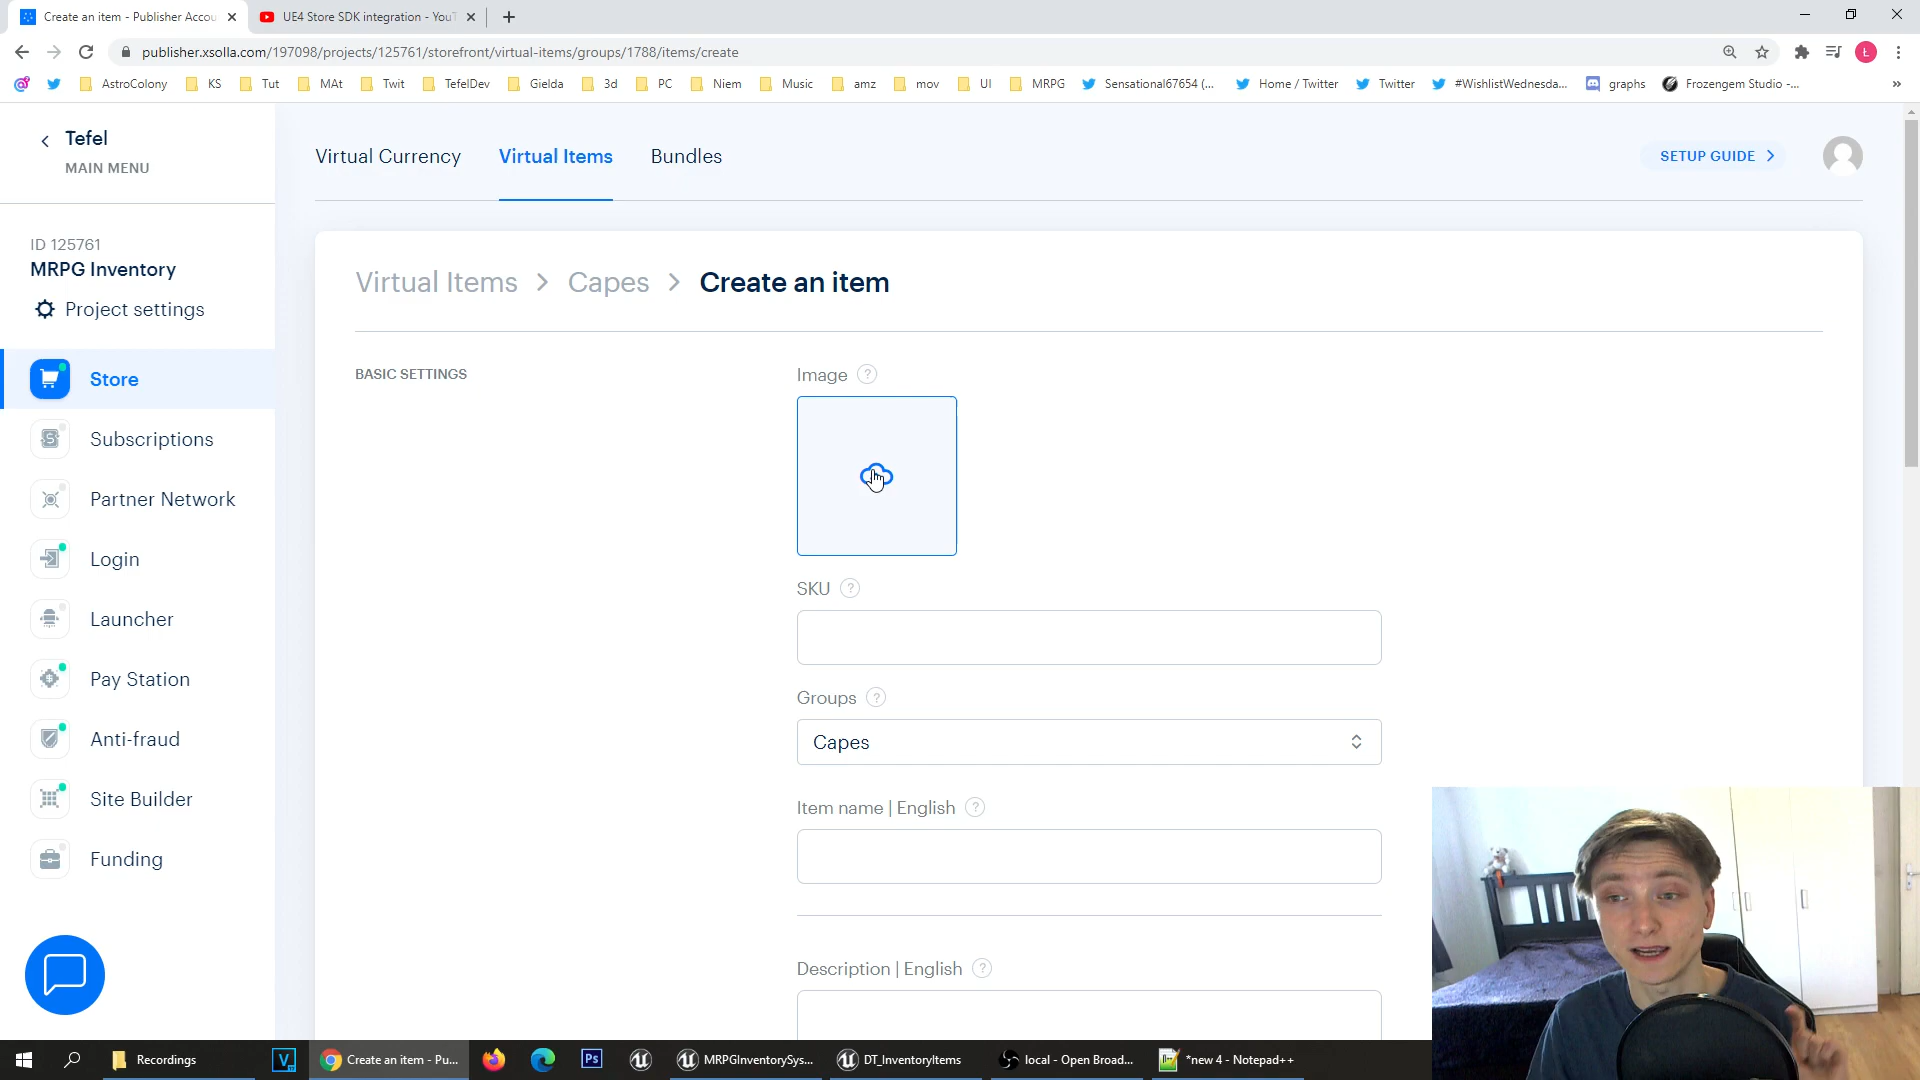 Create an item - Publisher Accou
UE4 Store SDK integration - YouT
publisher.xsolla.com/197098/projects/125761/storefront/virtual-items/groups/1788/items/create
Ł
AstroColony
KS
Tut
MAt
Twit
TefelDev
Gielda
3d
PC
Niem
Music
amz
mov
UI
MRPG
Sensational67654 (...
Home / Twitter
Twitter
#WishlistWednesda...
graphs
Frozengem Studio -...
»
Tefel
MAIN MENU
Virtual Currency
Virtual Items
Bundles
SETUP GUIDE
ID 125761
MRPG Inventory
Project settings
Store
Subscriptions
Partner Network
Login
Launcher
Pay Station
Anti-fraud
Site Builder
Funding
Virtual Items > Capes > Create an item
BASIC SETTINGS
Image ?
SKU ?
Groups ?
Capes
Item name | English ?
Description | English ?
Recordings
V
Create an item - Pu...
Ps
MRPGInventorySys...
DT_InventoryItems
local - Open Broad...
*new 4 - Notepad++